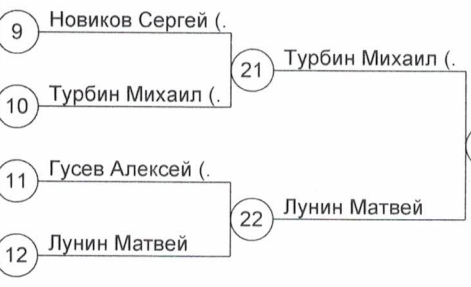 9
Новиков Сергей (.
10
Турбин Михаил (.
21
Турбин Михаил (.
11
Гусев Алексей (.
12
Лунин Матвей
22
Лунин Матвей